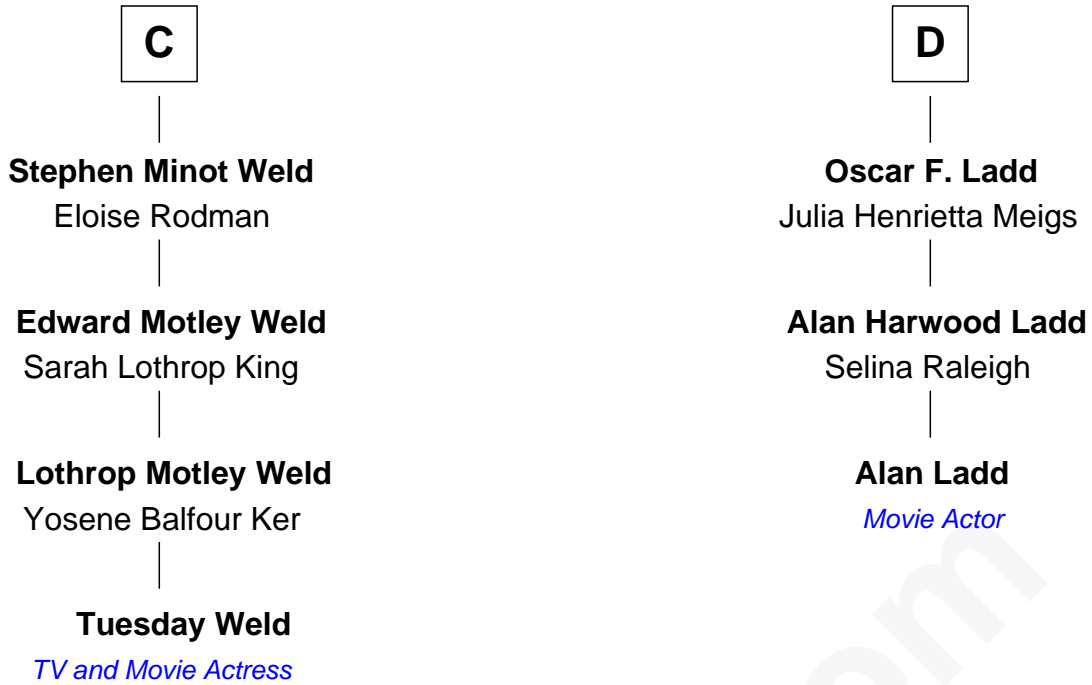 C
Stephen Minot Weld
Eloise Rodman
Edward Motley Weld
Sarah Lothrop King
Lothrop Motley Weld
Yosene Balfour Ker
Tuesday Weld
TV and Movie Actress
D
Oscar F. Ladd
Julia Henrietta Meigs
Alan Harwood Ladd
Selina Raleigh
Alan Ladd
Movie Actor
om